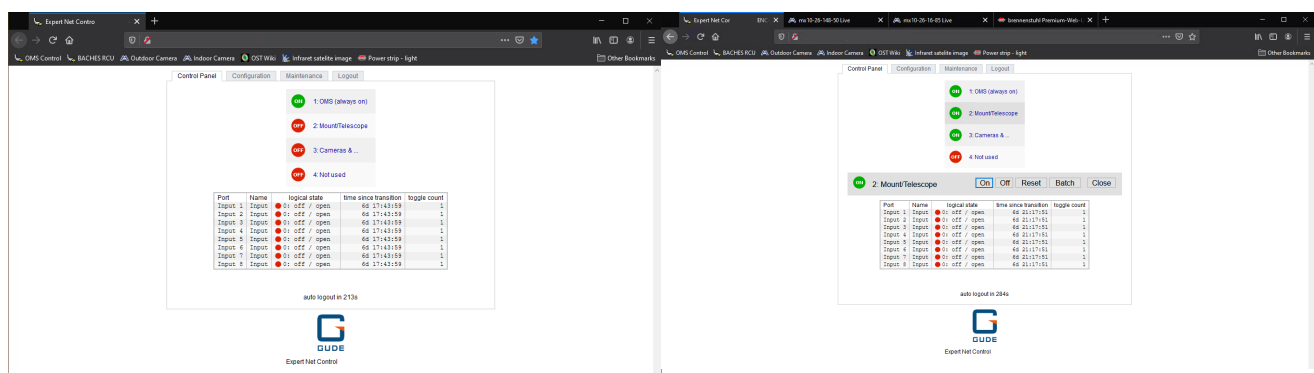 Expert Net Contro
OMS Control BACHES RCU Outdoor Camera Indoor Camera OST Wiki Infraret satelite image Power strip - light Other Bookmarks
Control Panel Configuration Maintenance Logout
ON 1: OMS (always on)
OFF 2: Mount/Telescope
OFF 3: Cameras & ...
OFF 4: Not used
Port Name logical state time since transition toggle count
Input 1 Input 0: off / open 6d 17:43:59 1
Input 2 Input 0: off / open 6d 17:43:59 1
Input 3 Input 0: off / open 6d 17:43:59 1
Input 4 Input 0: off / open 6d 17:43:59 1
Input 5 Input 0: off / open 6d 17:43:59 1
Input 6 Input 0: off / open 6d 17:43:59 1
Input 7 Input 0: off / open 6d 17:43:59 1
Input 8 Input 0: off / open 6d 17:43:59 1
auto logout in 213s
GUDE
Expert Net Control
Expert Net Cor mx10-26-148-50 Live mx10-26-16-85 Live brennenstuhl Premium-Web-
OMS Control BACHES RCU Outdoor Camera Indoor Camera OST Wiki Infraret satelite image Power strip - light Other Bookmarks
Control Panel Configuration Maintenance Logout
ON 1: OMS (always on)
ON 2: Mount/Telescope
ON 3: Cameras & ...
OFF 4: Not used
ON 2: Mount/Telescope On Off Reset Batch Close
Port Name logical state time since transition toggle count
Input 1 Input 0: off / open 6d 21:17:51 1
Input 2 Input 0: off / open 6d 21:17:51 1
Input 3 Input 0: off / open 6d 21:17:51 1
Input 4 Input 0: off / open 6d 21:17:51 1
Input 5 Input 0: off / open 6d 21:17:51 1
Input 6 Input 0: off / open 6d 21:17:51 1
Input 7 Input 0: off / open 6d 21:17:51 1
Input 8 Input 0: off / open 6d 21:17:51 1
auto logout in 284s
GUDE
Expert Net Control